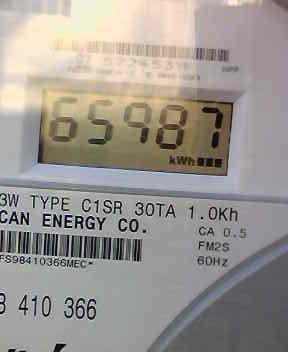 65987
kWh
3W TYPE C1SR 30TA 1.0Kh
CAN ENERGY CO.
CA 0.5
FM2S
FS98410366MEC*
60Hz
8 410 366